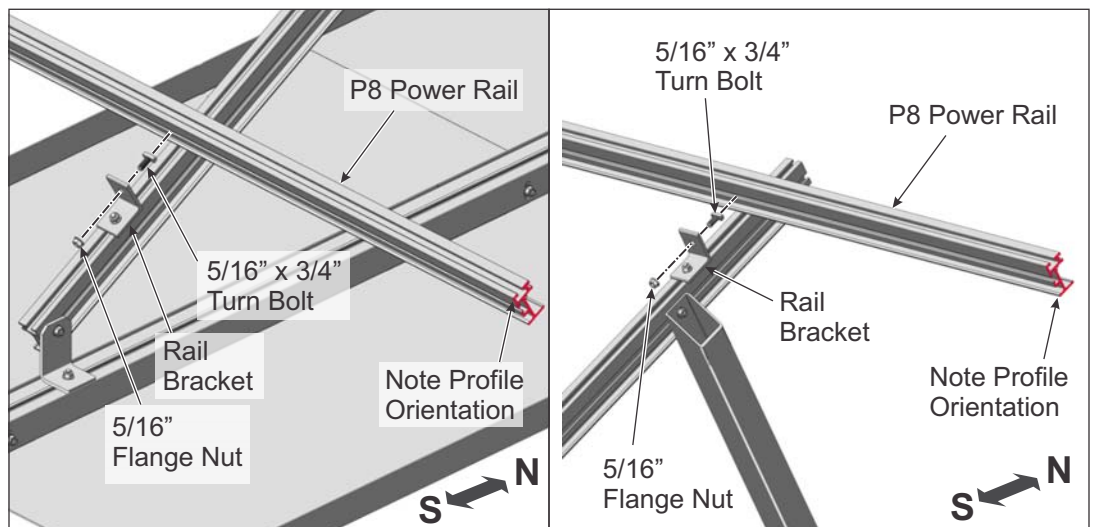 P8 Power Rail
5/16” x 3/4”
Turn Bolt
Rail
Bracket
5/16”
Flange Nut
Note Profile
Orientation
N
S
5/16” x 3/4”
Turn Bolt
P8 Power Rail
Rail
Bracket
Note Profile
Orientation
5/16”
Flange Nut
N
S